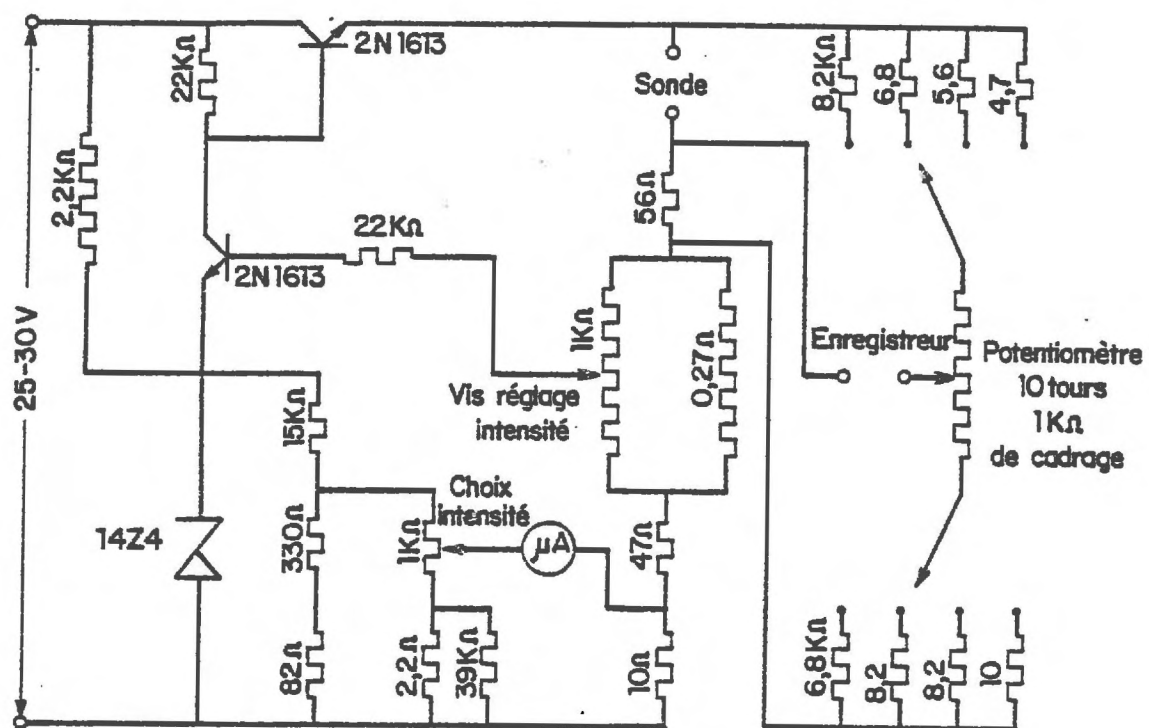 2N1613
22KΩ
8,2KΩ
6,8
5,6
4,7
Sonde
2,2KΩ
56Ω
22KΩ
2N1613
25-30V
1KΩ
0,27Ω
Enregistreur
Potentiomètre
10 tours
1KΩ
de cadrage
Vis réglage
intensité
15KΩ
Choix
intensité
14Z4
330Ω
1KΩ
µA
47Ω
82Ω
2,2Ω
39KΩ
10Ω
6,8KΩ
8,2
8,2
10